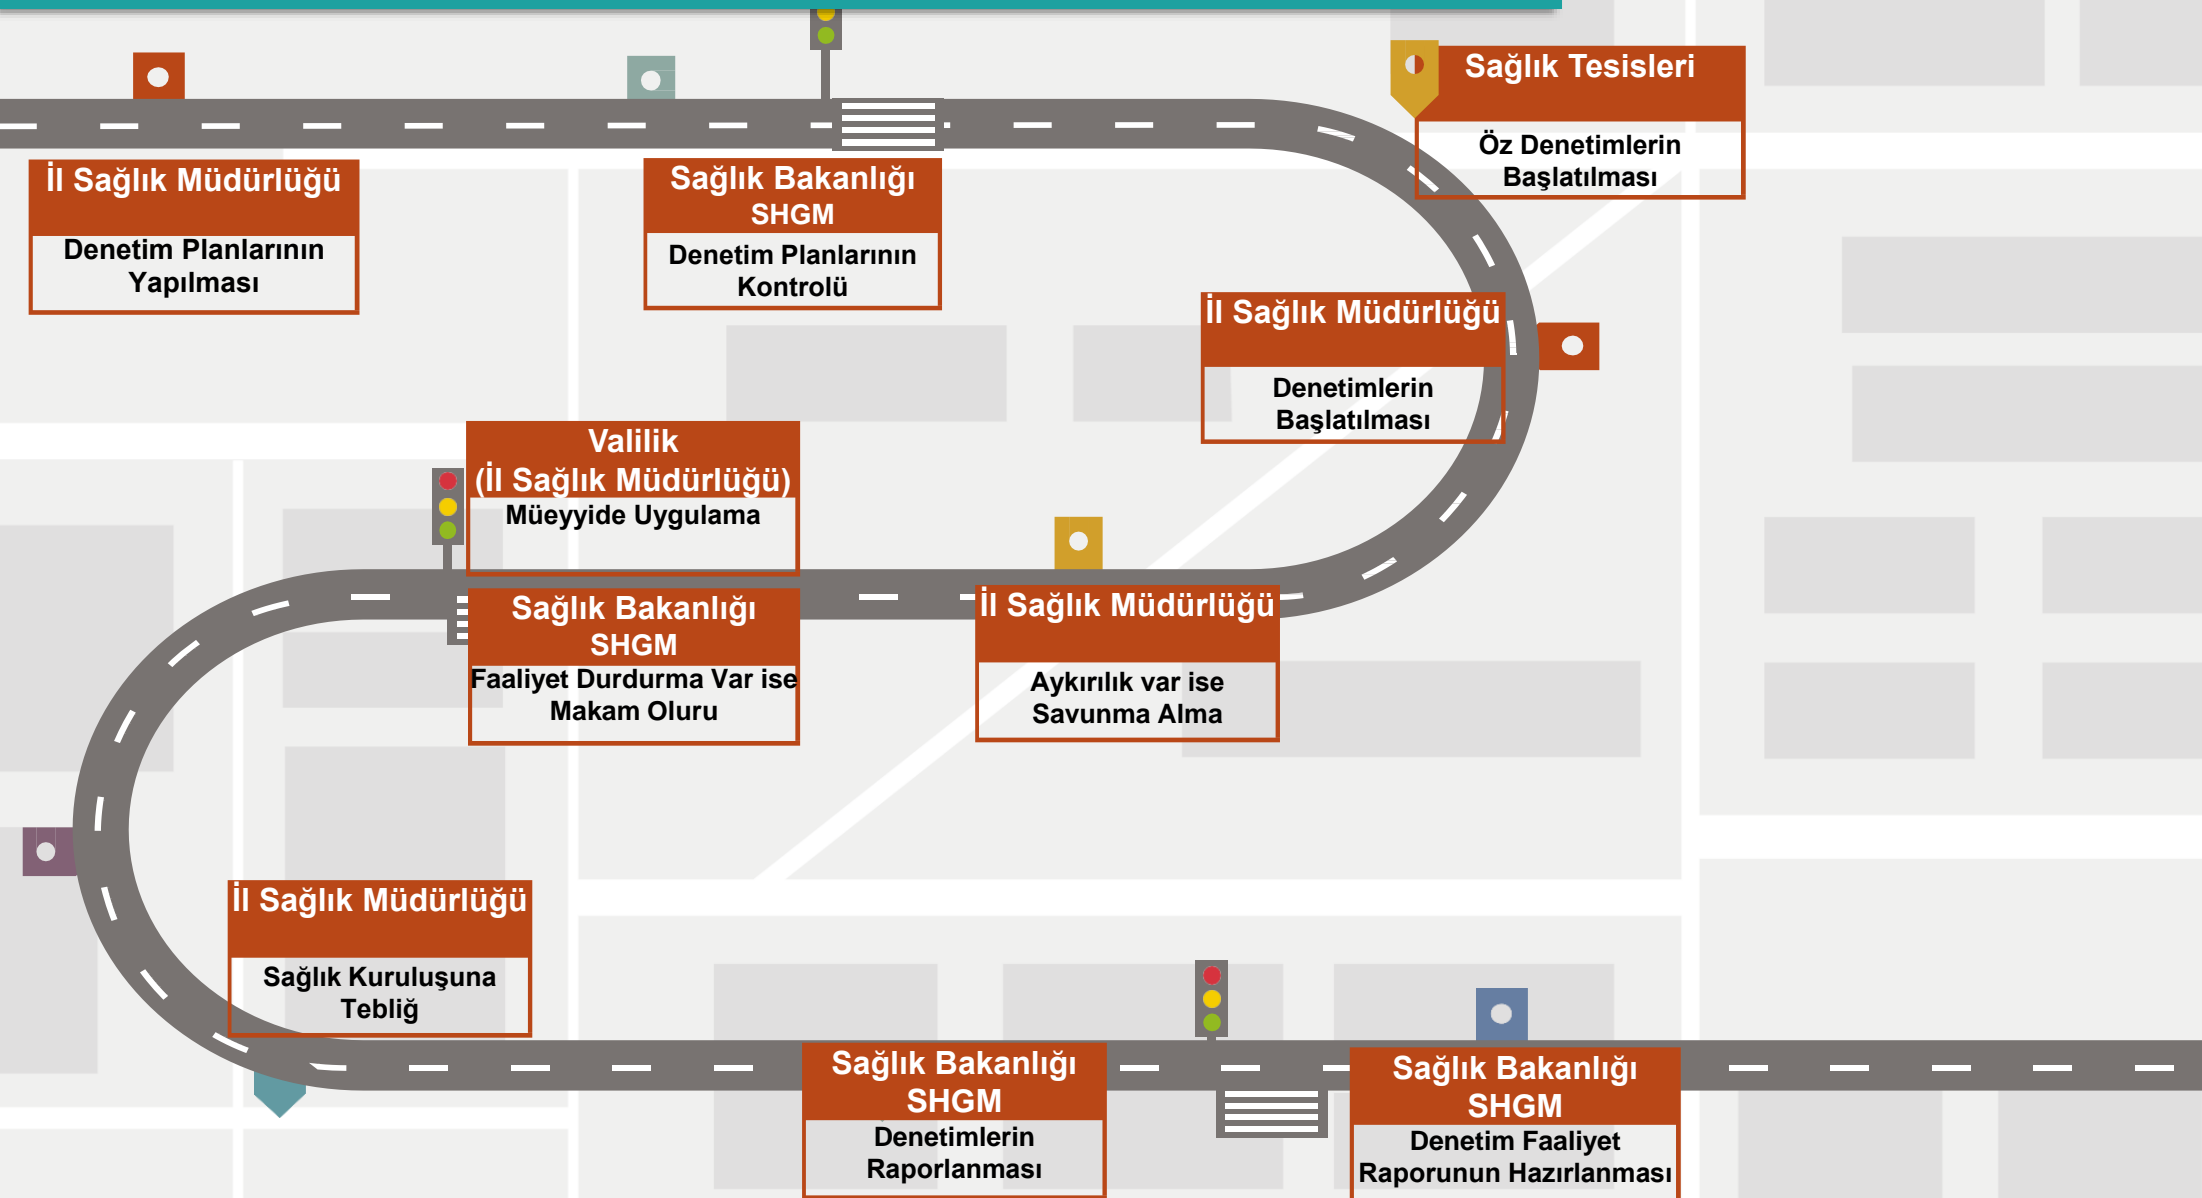 İl Sağlık Müdürlüğü
Denetim Planlarının
Yapılması
Sağlık Bakanlığı
SHGM
Denetim Planlarının
Kontrolü
Sağlık Tesisleri
Öz Denetimlerin
Başlatılması
İl Sağlık Müdürlüğü
Denetimlerin
Başlatılması
İl Sağlık Müdürlüğü
Aykırılık var ise
Savunma Alma
Valilik
(İl Sağlık Müdürlüğü)
Müeyyide Uygulama
Sağlık Bakanlığı
SHGM
Faaliyet Durdurma Var ise
Makam Oluru
İl Sağlık Müdürlüğü
Sağlık Kuruluşuna
Tebliğ
Sağlık Bakanlığı
SHGM
Denetimlerin
Raporlanması
Sağlık Bakanlığı
SHGM
Denetim Faaliyet
Raporunun Hazırlanması